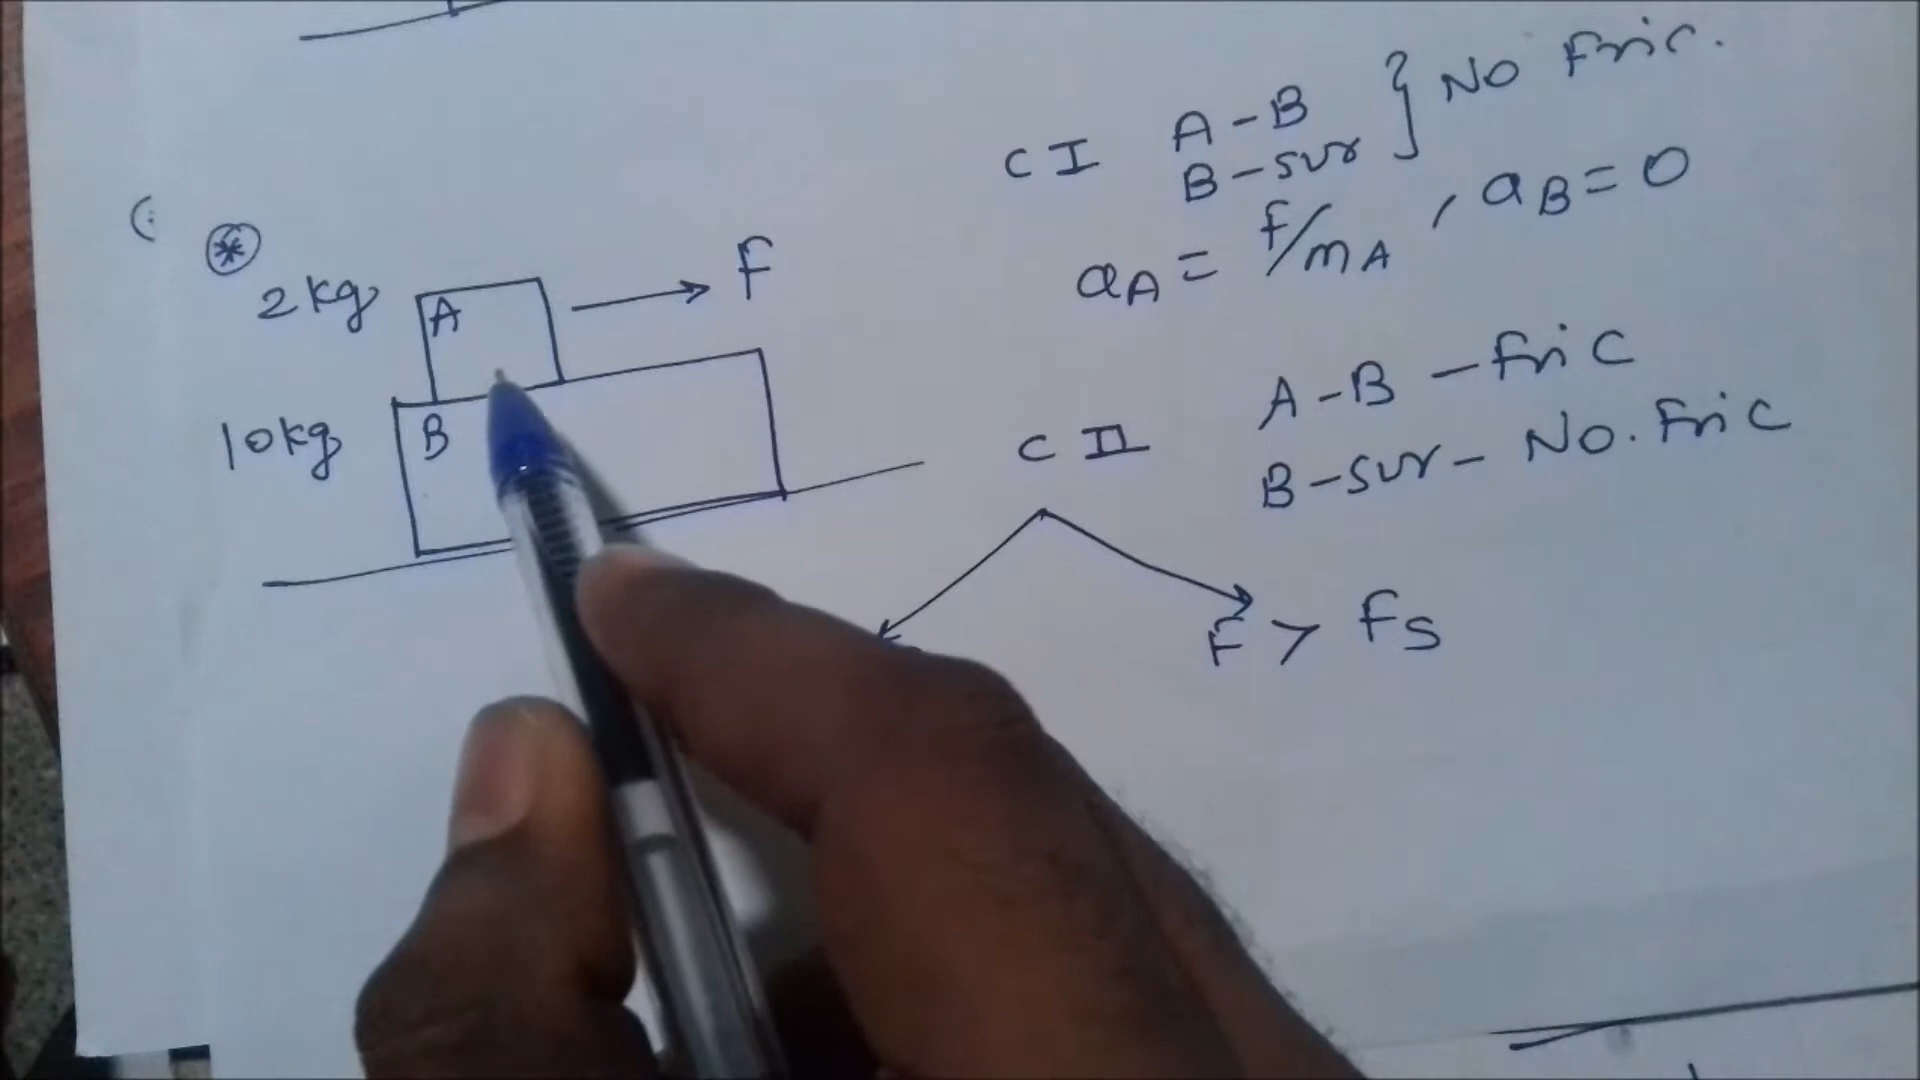 *
2kg
A
F
10kg
B
C I A-B } No Fric.
B-sur
aA = F/mA , aB = 0
C II A-B - Fric
B-sur - No. Fric
F > Fs